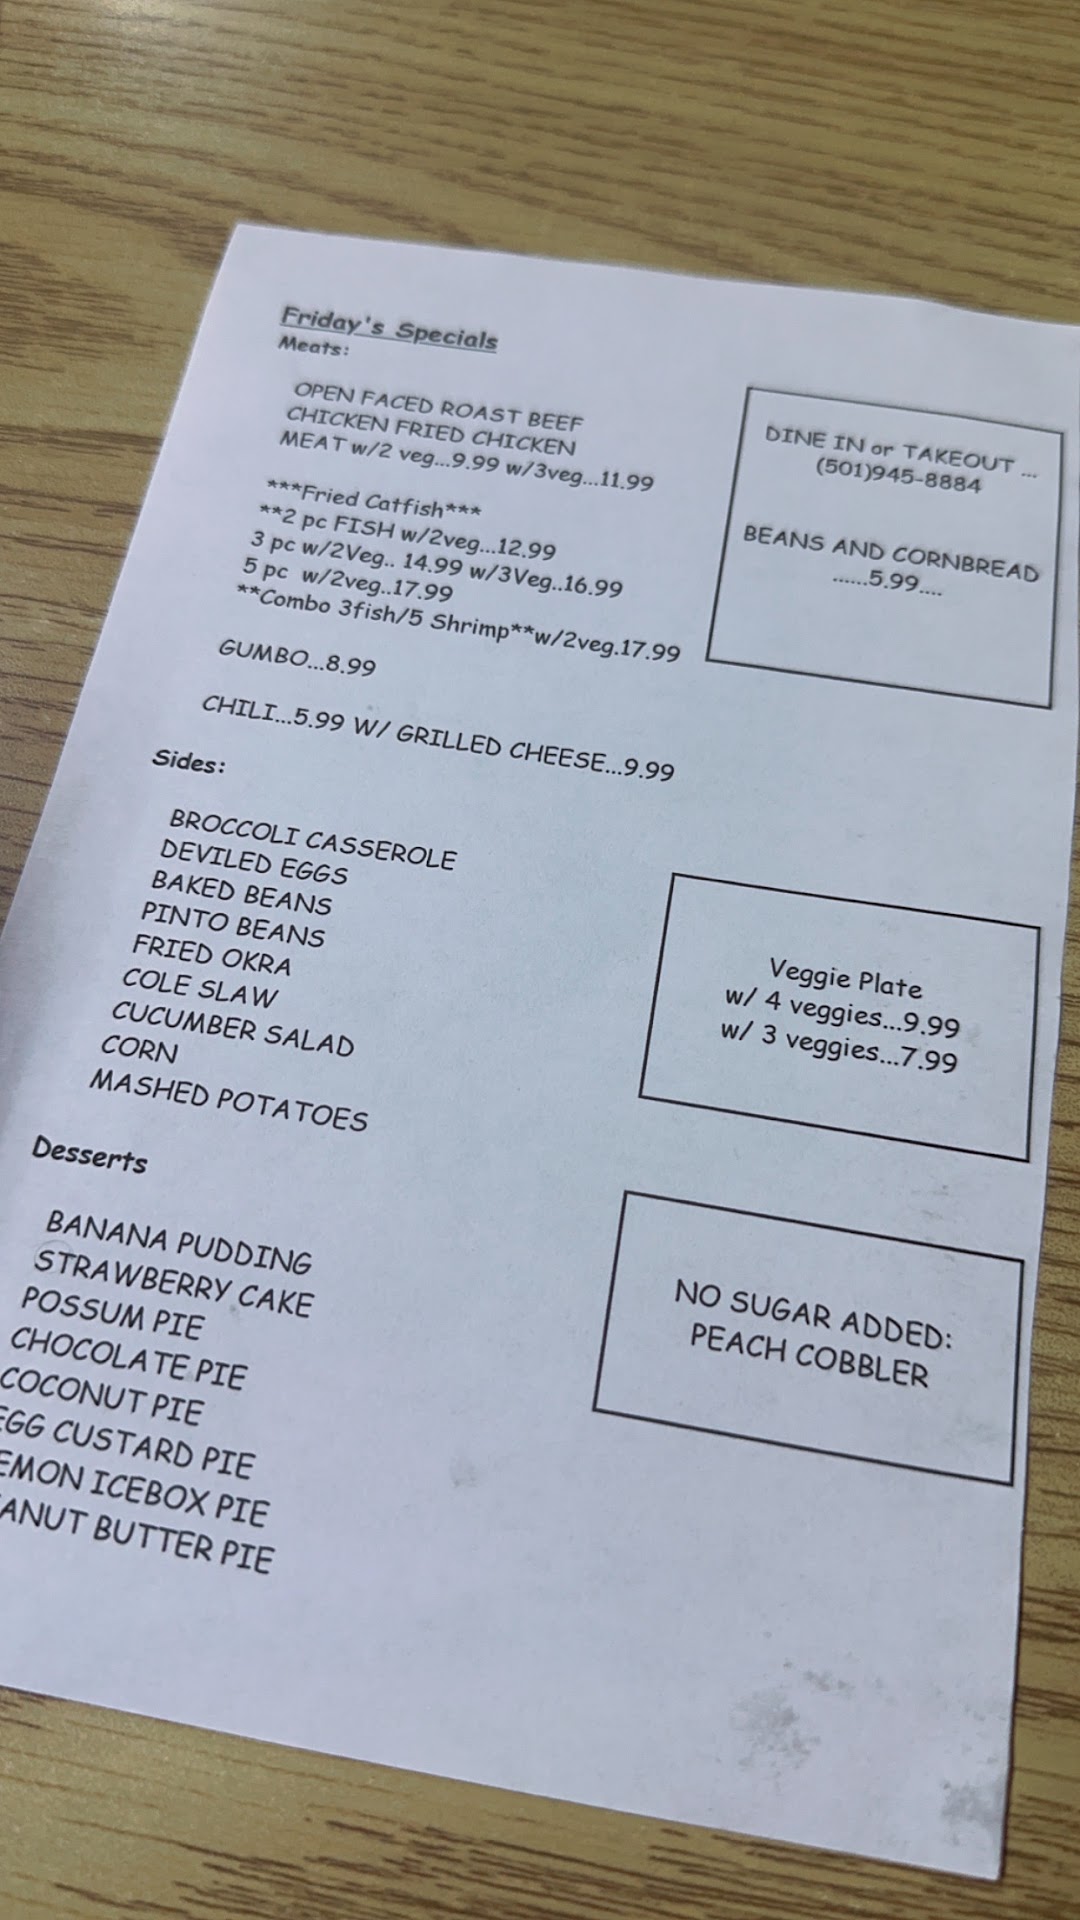 Friday's Specials
Meats:
OPEN FACED ROAST BEEF
CHICKEN FRIED CHICKEN
MEAT w/2 veg...9.99 w/3veg...11.99
***Fried Catfish***
**2 pc FISH w/2veg...12.99
3 pc w/2Veg.. 14.99 w/3Veg..16.99
5 pc w/2veg..17.99
**Combo 3fish/5 Shrimp**w/2veg.17.99
GUMBO...8.99
CHILI...5.99 W/ GRILLED CHEESE...9.99
DINE IN or TAKEOUT ...
(501)945-8884
BEANS AND CORNBREAD
......5.99....
Sides:
BROCCOLI CASSEROLE
DEVILED EGGS
BAKED BEANS
PINTO BEANS
FRIED OKRA
COLE SLAW
CUCUMBER SALAD
CORN
MASHED POTATOES
Veggie Plate
w/ 4 veggies...9.99
w/ 3 veggies...7.99
Desserts
BANANA PUDDING
STRAWBERRY CAKE
POSSUM PIE
CHOCOLATE PIE
COCONUT PIE
EGG CUSTARD PIE
EMON ICEBOX PIE
EANUT BUTTER PIE
NO SUGAR ADDED:
PEACH COBBLER